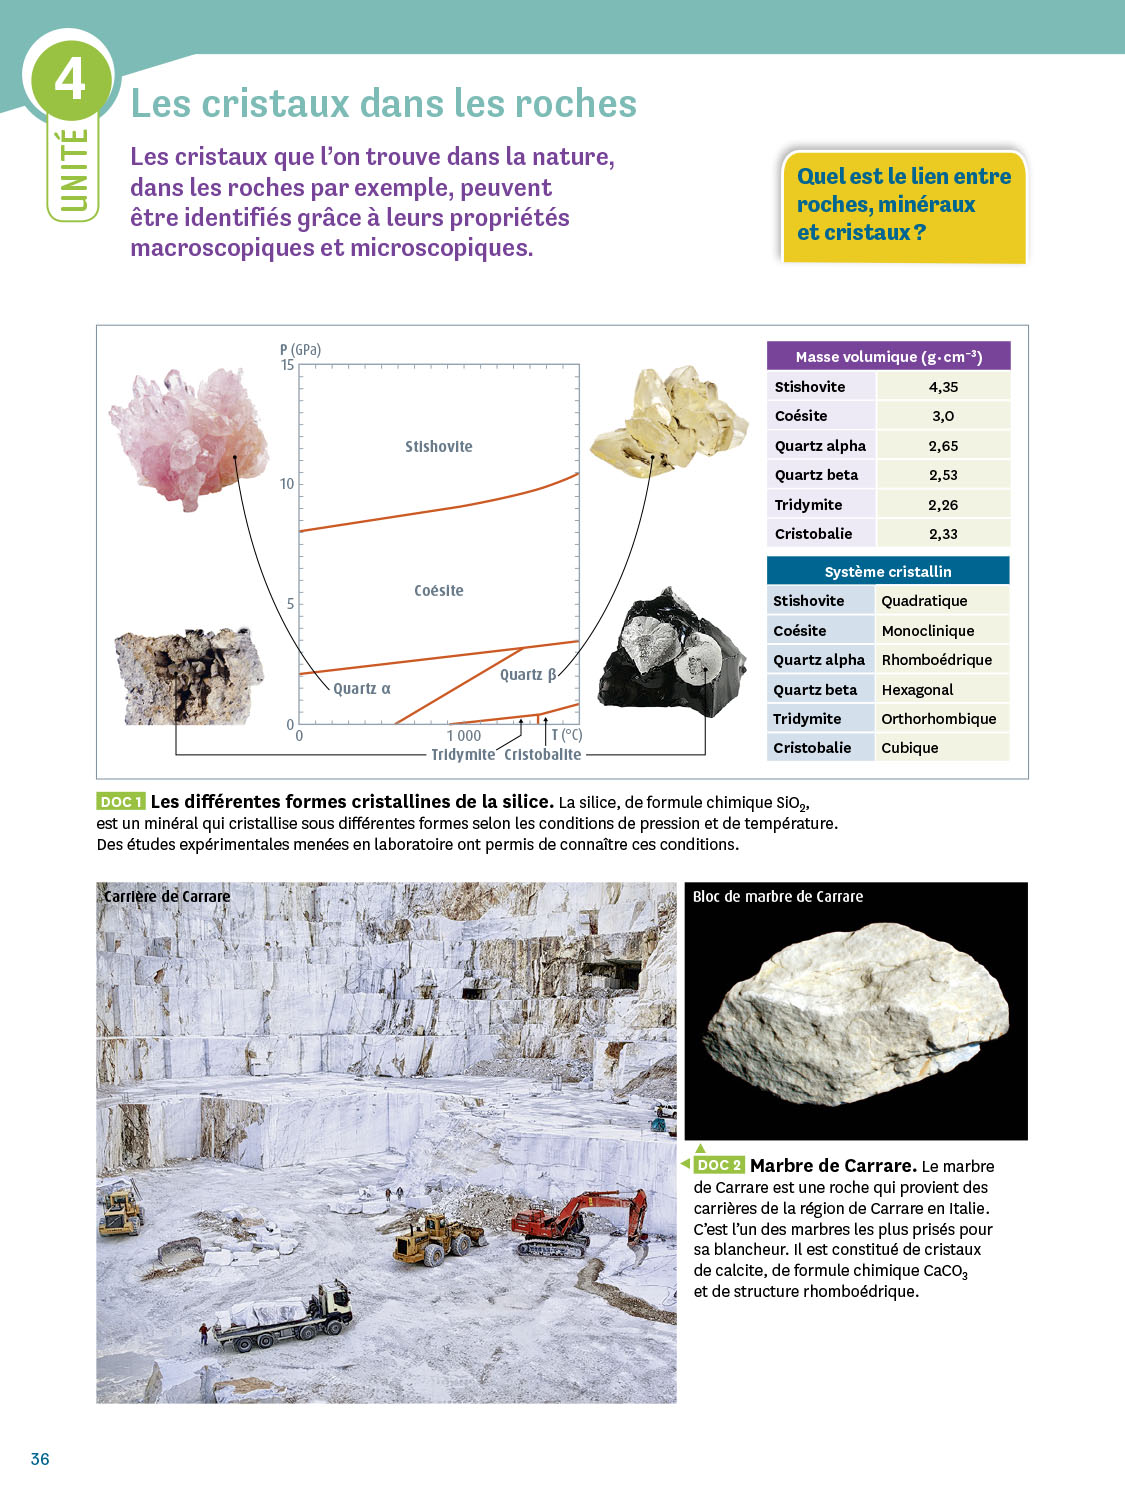 4
UNITÉ
Les cristaux dans les roches
Les cristaux que l'on trouve dans la nature,
dans les roches par exemple, peuvent
être identifiés grâce à leurs propriétés
macroscopiques et microscopiques.
Quel est le lien entre
roches, minéraux
et cristaux ?
P (GPa)
15
10
5
0
0
1 000
T (°C)
Stishovite
Coésite
Quartz α
Quartz β
Tridymite Cristobalite
Masse volumique (g·cm⁻³)
Stishovite 4,35
Coésite 3,0
Quartz alpha 2,65
Quartz beta 2,53
Tridymite 2,26
Cristobalie 2,33
Système cristallin
Stishovite Quadratique
Coésite Monoclinique
Quartz alpha Rhomboédrique
Quartz beta Hexagonal
Tridymite Orthorhombique
Cristobalie Cubique
DOC 1 Les différentes formes cristallines de la silice. La silice, de formule chimique SiO₂,
est un minéral qui cristallise sous différentes formes selon les conditions de pression et de température.
Des études expérimentales menées en laboratoire ont permis de connaître ces conditions.
Carrière de Carrare
Bloc de marbre de Carrare
DOC 2 Marbre de Carrare. Le marbre
de Carrare est une roche qui provient des
carrières de la région de Carrare en Italie.
C'est l'un des marbres les plus prisés pour
sa blancheur. Il est constitué de cristaux
de calcite, de formule chimique CaCO₃
et de structure rhomboédrique.
36